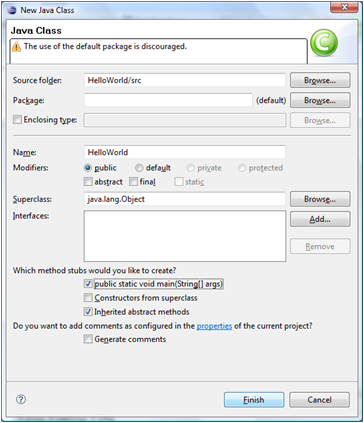 New Java Class
Java Class
The use of the default package is discouraged.
Source folder: HelloWorld/src Browse...
Package: (default) Browse...
Enclosing type: Browse...
Name: HelloWorld
Modifiers: public default private protected
abstract final static
Superclass: java.lang.Object Browse...
Interfaces: Add...
Remove
Which method stubs would you like to create?
public static void main(String[] args)
Constructors from superclass
Inherited abstract methods
Do you want to add comments as configured in the properties of the current project?
Generate comments
? Finish Cancel